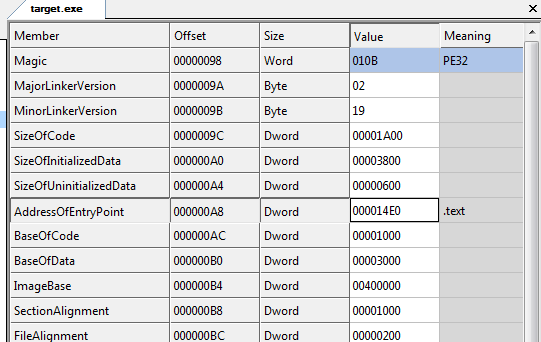 target.exe
Member Offset Size Value Meaning
Magic 00000098 Word 010B PE32
MajorLinkerVersion 0000009A Byte 02
MinorLinkerVersion 0000009B Byte 19
SizeOfCode 0000009C Dword 00001A00
SizeOfInitializedData 000000A0 Dword 00003800
SizeOfUninitializedData 000000A4 Dword 00000600
AddressOfEntryPoint 000000A8 Dword 000014E0 .text
BaseOfCode 000000AC Dword 00001000
BaseOfData 000000B0 Dword 00003000
ImageBase 000000B4 Dword 00400000
SectionAlignment 000000B8 Dword 00001000
FileAlignment 000000BC Dword 00000200